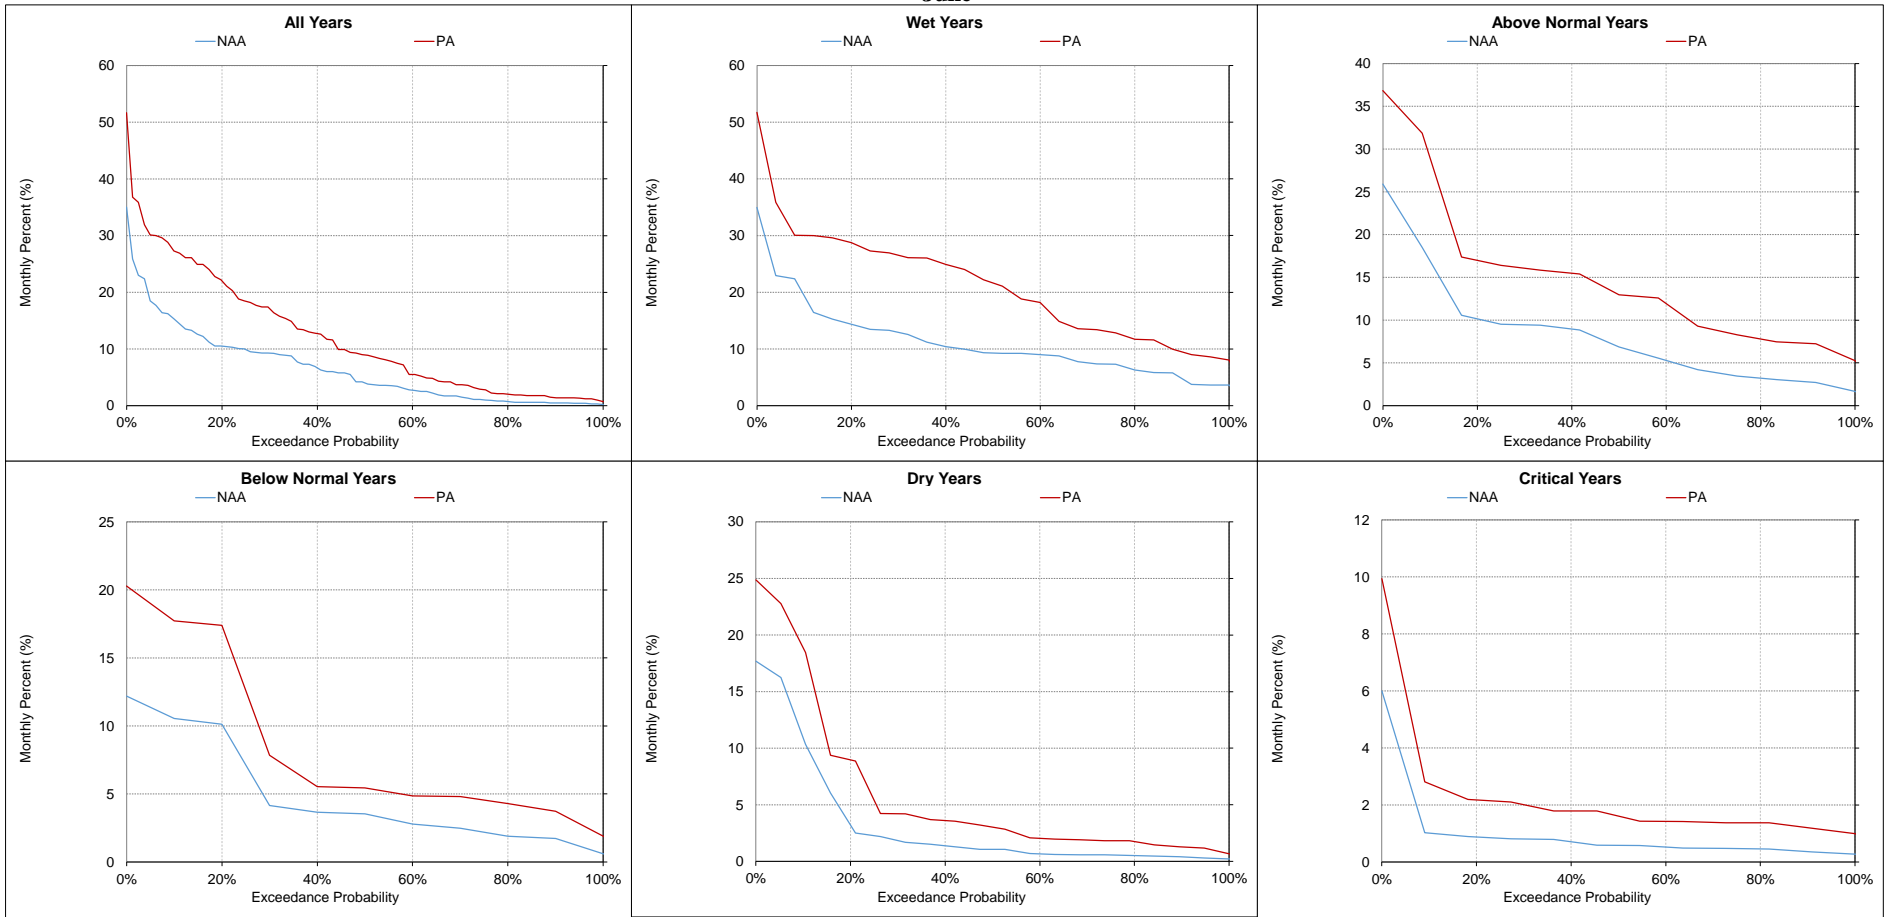 All Years
NAA PA
60
50
40
30
20
10
0
0% 20% 40% 60% 80% 100%
Monthly Percent (%)
Exceedance Probability
Wet Years
NAA PA
60
50
40
30
20
10
0
0% 20% 40% 60% 80% 100%
Monthly Percent (%)
Exceedance Probability
Above Normal Years
NAA PA
40
35
30
25
20
15
10
5
0
0% 20% 40% 60% 80% 100%
Monthly Percent (%)
Exceedance Probability
Below Normal Years
NAA PA
25
20
15
10
5
0
0% 20% 40% 60% 80% 100%
Monthly Percent (%)
Exceedance Probability
Dry Years
NAA PA
30
25
20
15
10
5
0
0% 20% 40% 60% 80% 100%
Monthly Percent (%)
Exceedance Probability
Critical Years
NAA PA
12
10
8
6
4
2
0
0% 20% 40% 60% 80% 100%
Monthly Percent (%)
Exceedance Probability